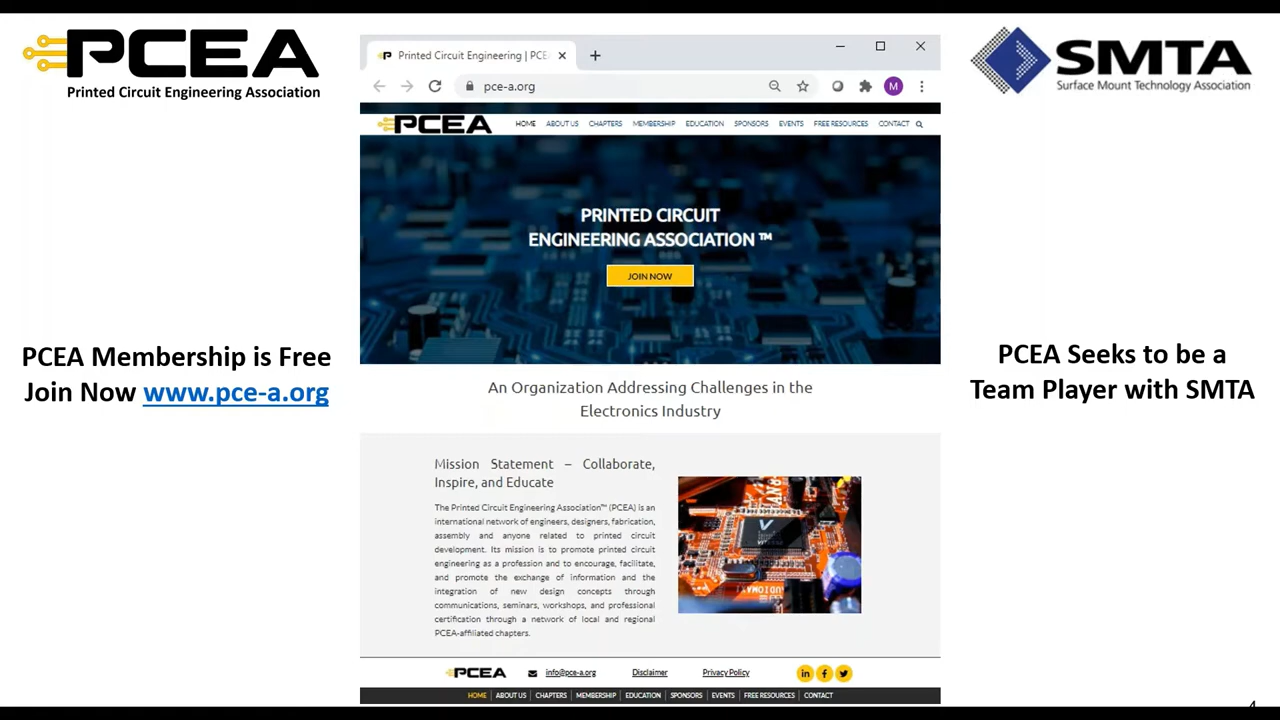 PCEA
Printed Circuit Engineering Association
SMTA
Surface Mount Technology Association
Printed Circuit Engineering | PCE
pce-a.org
M
PCEA
HOME ABOUT US CHAPTERS MEMBERSHIP EDUCATION SPONSORS EVENTS FREE RESOURCES CONTACT
PRINTED CIRCUIT
ENGINEERING ASSOCIATION ™
JOIN NOW
PCEA Membership is Free
Join Now www.pce-a.org
PCEA Seeks to be a
Team Player with SMTA
An Organization Addressing Challenges in the
Electronics Industry
Mission Statement – Collaborate,
Inspire, and Educate
The Printed Circuit Engineering Association™ (PCEA) is an
international network of engineers, designers, fabrication,
assembly and anyone related to printed circuit
development. Its mission is to promote printed circuit
engineering as a profession and to encourage, facilitate,
and promote the exchange of information and the
integration of new design concepts through
communications, seminars, workshops, and professional
certification through a network of local and regional
PCEA-affiliated chapters.
PCEA info@pce-a.org Disclaimer Privacy Policy
HOME | ABOUT US | CHAPTERS | MEMBERSHIP | EDUCATION | SPONSORS | EVENTS | FREE RESOURCES | CONTACT